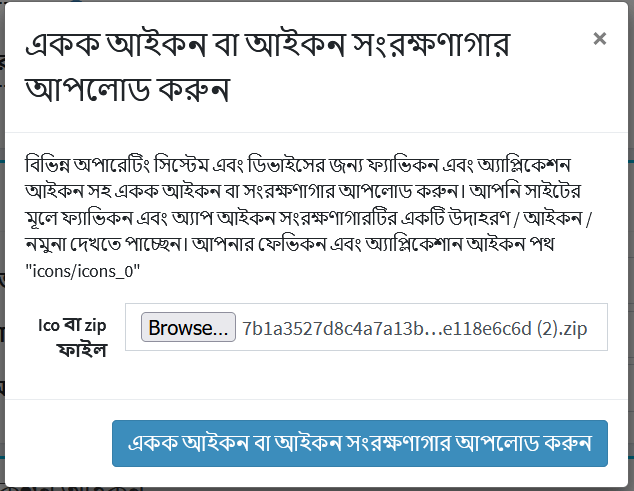 একক আইকন বা আইকন সংরক্ষণাগার
আপলোড করুন
×
বিভিন্ন অপারেটিং সিস্টেম এবং ডিভাইসের জন্য ফ্যাভিকন এবং অ্যাপ্লিকেশন
আইকন সহ একক আইকন বা সংরক্ষণাগার আপলোড করুন। আপনি সাইটের
মূলে ফ্যাভিকন এবং অ্যাপ আইকন সংরক্ষণাগারটির একটি উদাহরণ / আইকন /
নমুনা দেখতে পাচ্ছেন। আপনার ফেভিকন এবং অ্যাপ্লিকেশান আইকন পথ
"icons/icons_0"
Ico বা zip
ফাইল
Browse... 7b1a3527d8c4a7a13b...e118e6c6d (2).zip
একক আইকন বা আইকন সংরক্ষণাগার আপলোড করুন